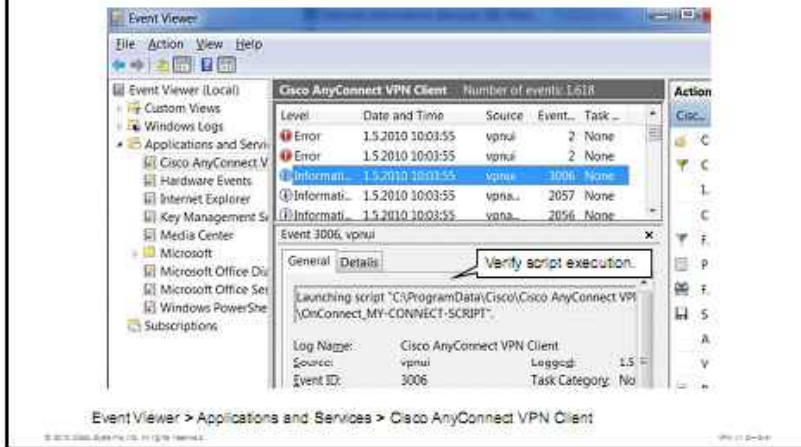 Event Viewer
File Action View Help
Event Viewer (Local)
Custom Views
Windows Logs
Applications and Servi
Cisco AnyConnect V
Hardware Events
Internet Explorer
Key Management Se
Media Center
Microsoft
Microsoft Office Dia
Microsoft Office Ses
Windows PowerShe
Subscriptions
Cisco AnyConnect VPN Client Number of events: 1,618
Level Date and Time Source Event... Task ...
Error 1.5.2010 10:03:55 vpnui 2 None
Error 1.5.2010 10:03:55 vpnui 2 None
Informati... 1.5.2010 10:03:55 vpnui 3006 None
Informati... 1.5.2010 10:03:55 vpna... 2057 None
Informati... 1.5.2010 10:03:55 vpna... 2056 None
Event 3006, vpnui
General Details
Verify script execution.
Launching script "C:\ProgramData\Cisco\Cisco AnyConnect VPN
\OnConnect_MY-CONNECT-SCRIPT".
Log Name: Cisco AnyConnect VPN Client
Source: vpnui Logged: 1.5
Event ID: 3006 Task Category: No
Action
Cisc...
Event Viewer > Applications and Services > Cisco AnyConnect VPN Client